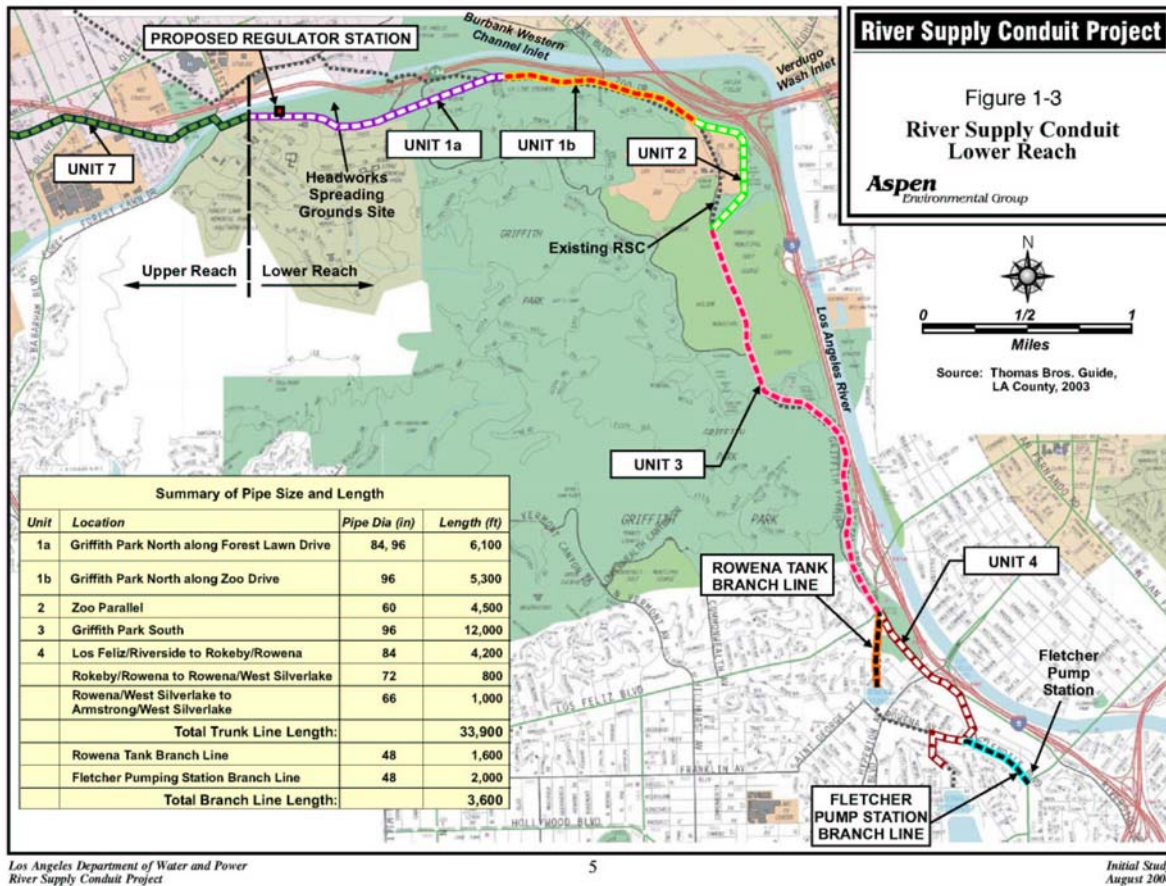 River Supply Conduit Project
Figure 1-3
River Supply Conduit
Lower Reach
Aspen
Environmental Group
N
0 1/2 1
Miles
Source: Thomas Bros. Guide,
LA County, 2003
PROPOSED REGULATOR STATION
Burbank Western
Channel Inlet
Verdugo
Wash Inlet
UNIT 7
UNIT 1a
UNIT 1b
UNIT 2
Headworks
Spreading
Grounds Site
FOREST LAWN DR
Existing RSC
Upper Reach
Lower Reach
GRIFFITH
PARK
Los Angeles River
UNIT 3
GRIFFITH PARK
ROWENA TANK
BRANCH LINE
UNIT 4
Fletcher
Pump
Station
LOS FELIZ BLVD
FRANKLIN AV
HOLLYWOOD BLVD
FLETCHER
PUMP STATION
BRANCH LINE
Summary of Pipe Size and Length
Unit Location Pipe Dia (in) Length (ft)
1a Griffith Park North along Forest Lawn Drive 84, 96 6,100
1b Griffith Park North along Zoo Drive 96 5,300
2 Zoo Parallel 60 4,500
3 Griffith Park South 96 12,000
4 Los Feliz/Riverside to Rokeby/Rowena 84 4,200
Rokeby/Rowena to Rowena/West Silverlake 72 800
Rowena/West Silverlake to
Armstrong/West Silverlake 66 1,000
Total Trunk Line Length: 33,900
Rowena Tank Branch Line 48 1,600
Fletcher Pumping Station Branch Line 48 2,000
Total Branch Line Length: 3,600
Los Angeles Department of Water and Power
River Supply Conduit Project
5
Initial Study
August 200